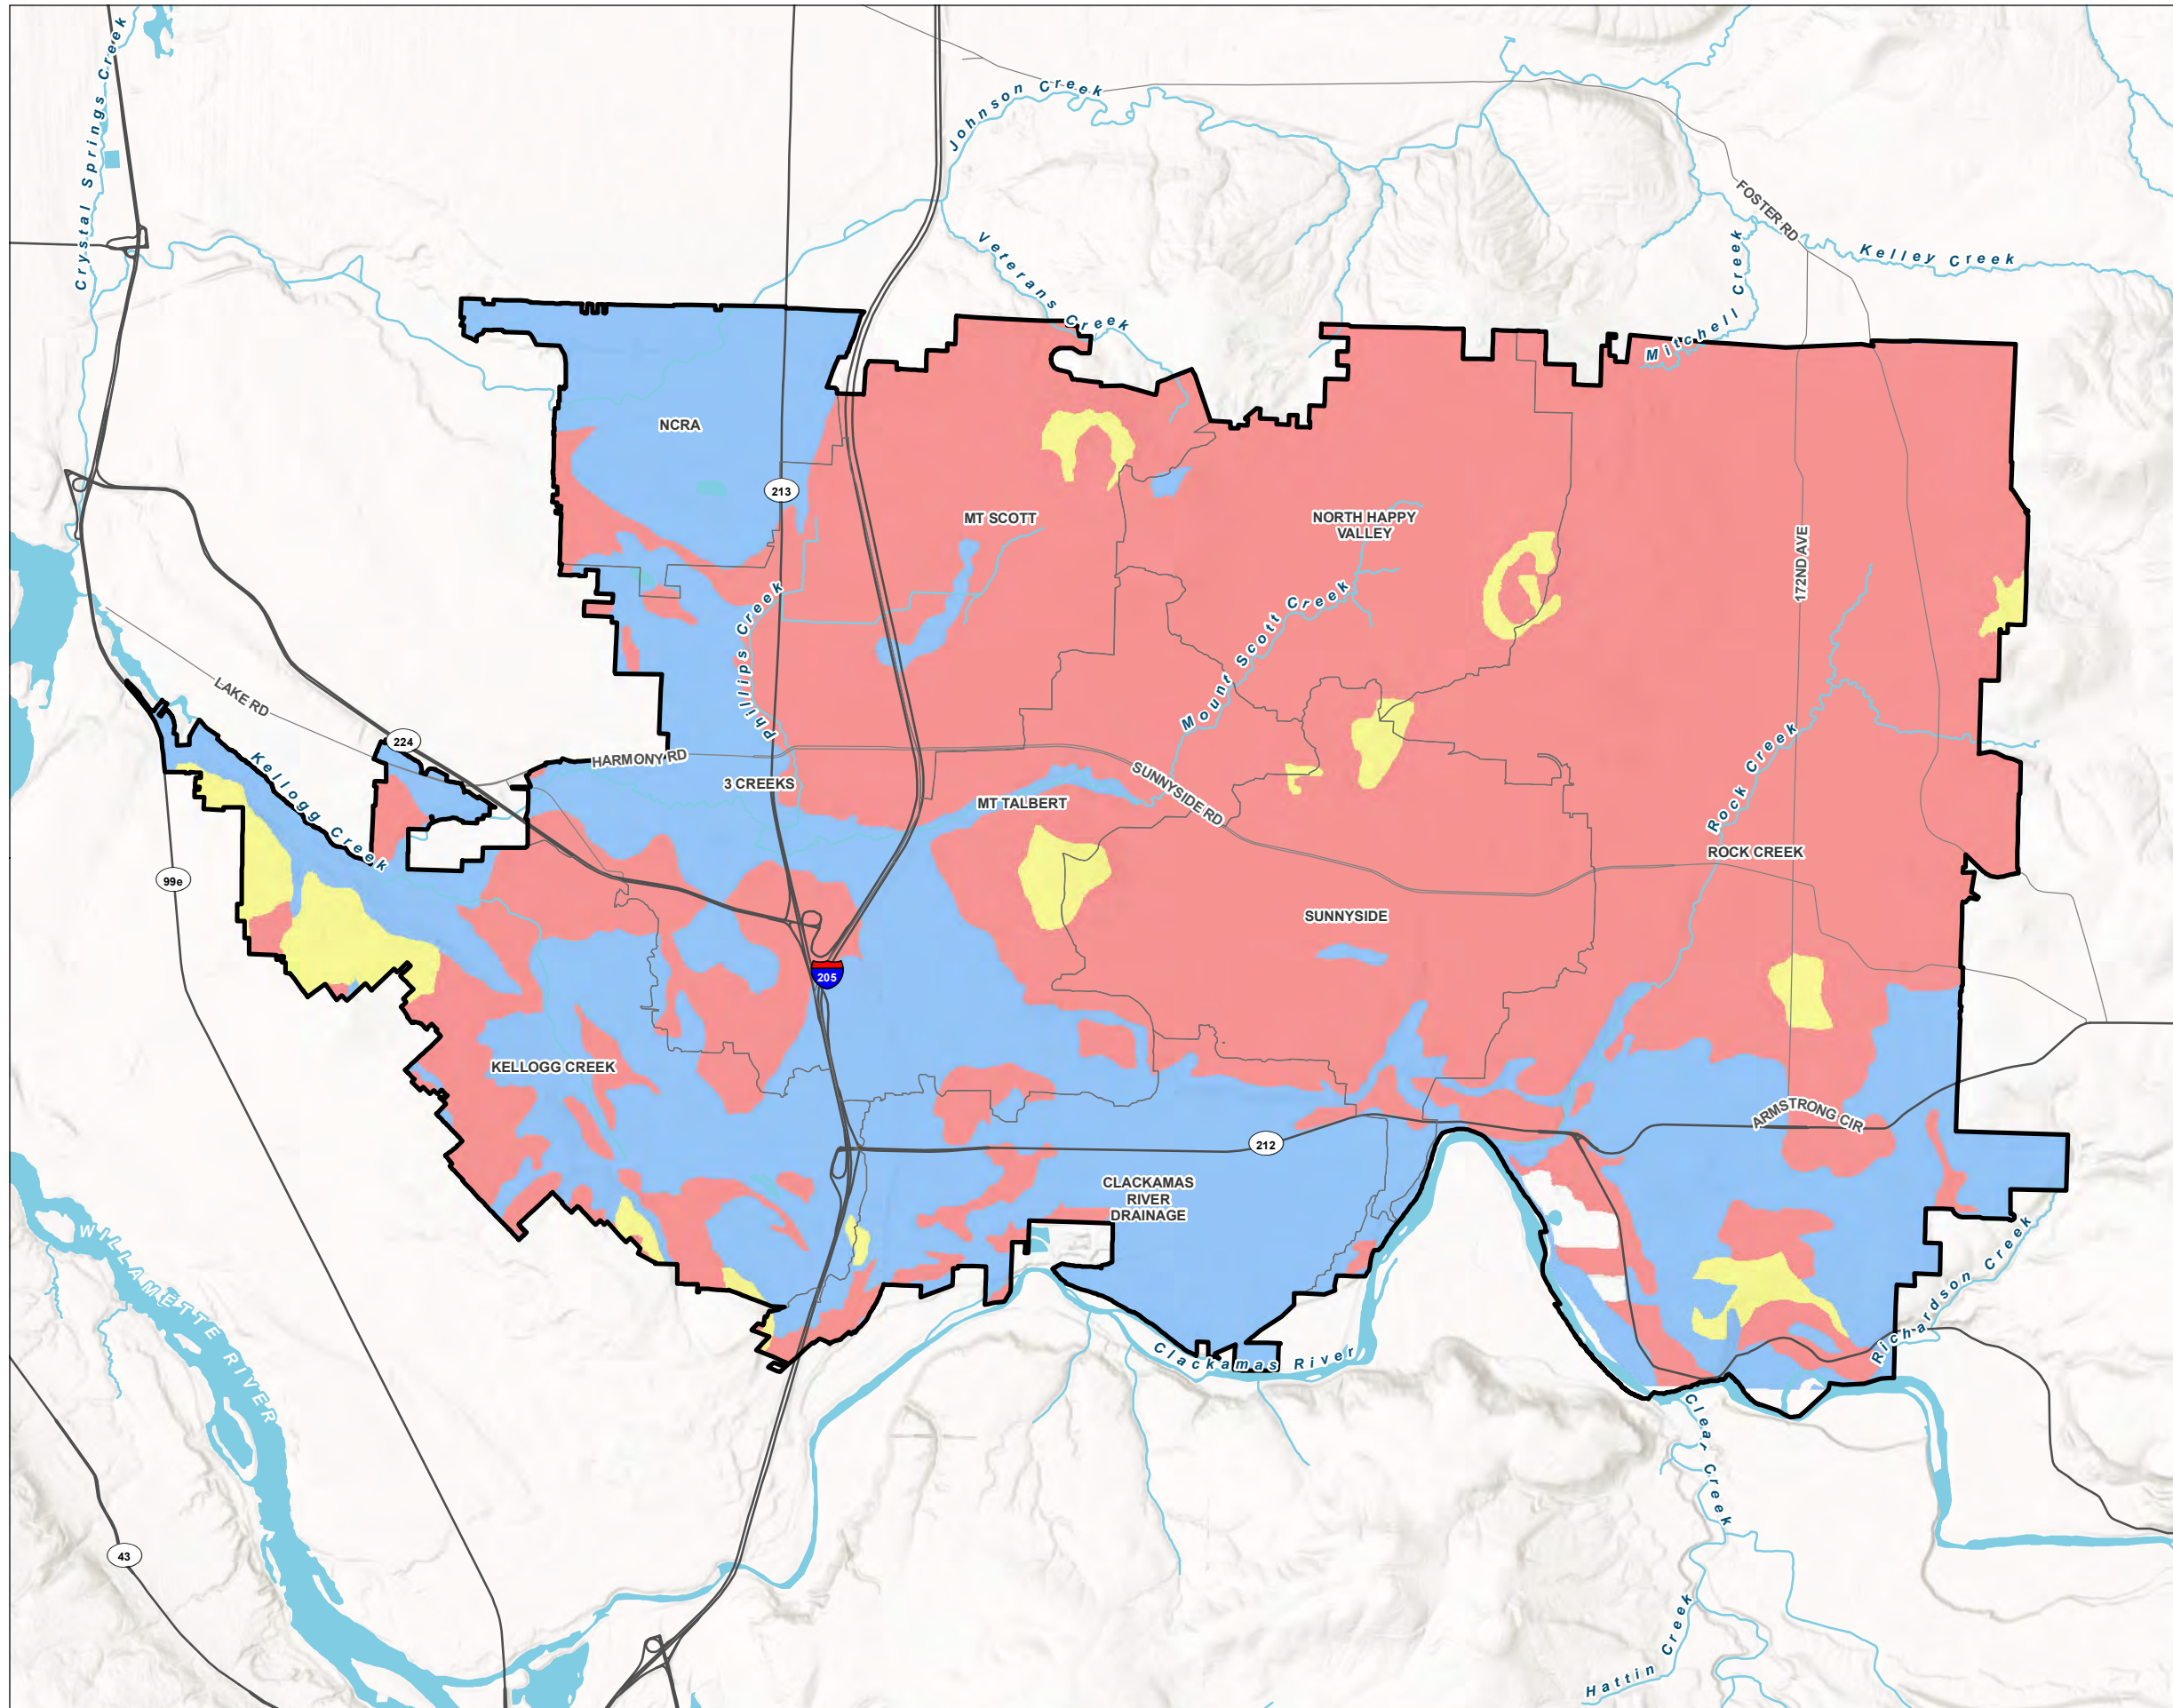 Crystal Springs Creek
Johnson Creek
Veterans Creek
FOSTER RD
Kelley Creek
Mitchell Creek
NCRA
213
MT SCOTT
NORTH HAPPY
VALLEY
172ND AVE
Phillips Creek
Mount Scott Creek
LAKE RD
224
Kellogg Creek
HARMONY RD
3 CREEKS
MT TALBERT
SUNNYSIDE RD
Rock Creek
ROCK CREEK
99e
SUNNYSIDE
205
KELLOGG CREEK
ARMSTRONG CIR
212
CLACKAMAS
RIVER
DRAINAGE
WILLAMETTE RIVER
Richardson Creek
Clackamas River
Clear Creek
43
Hattin Creek